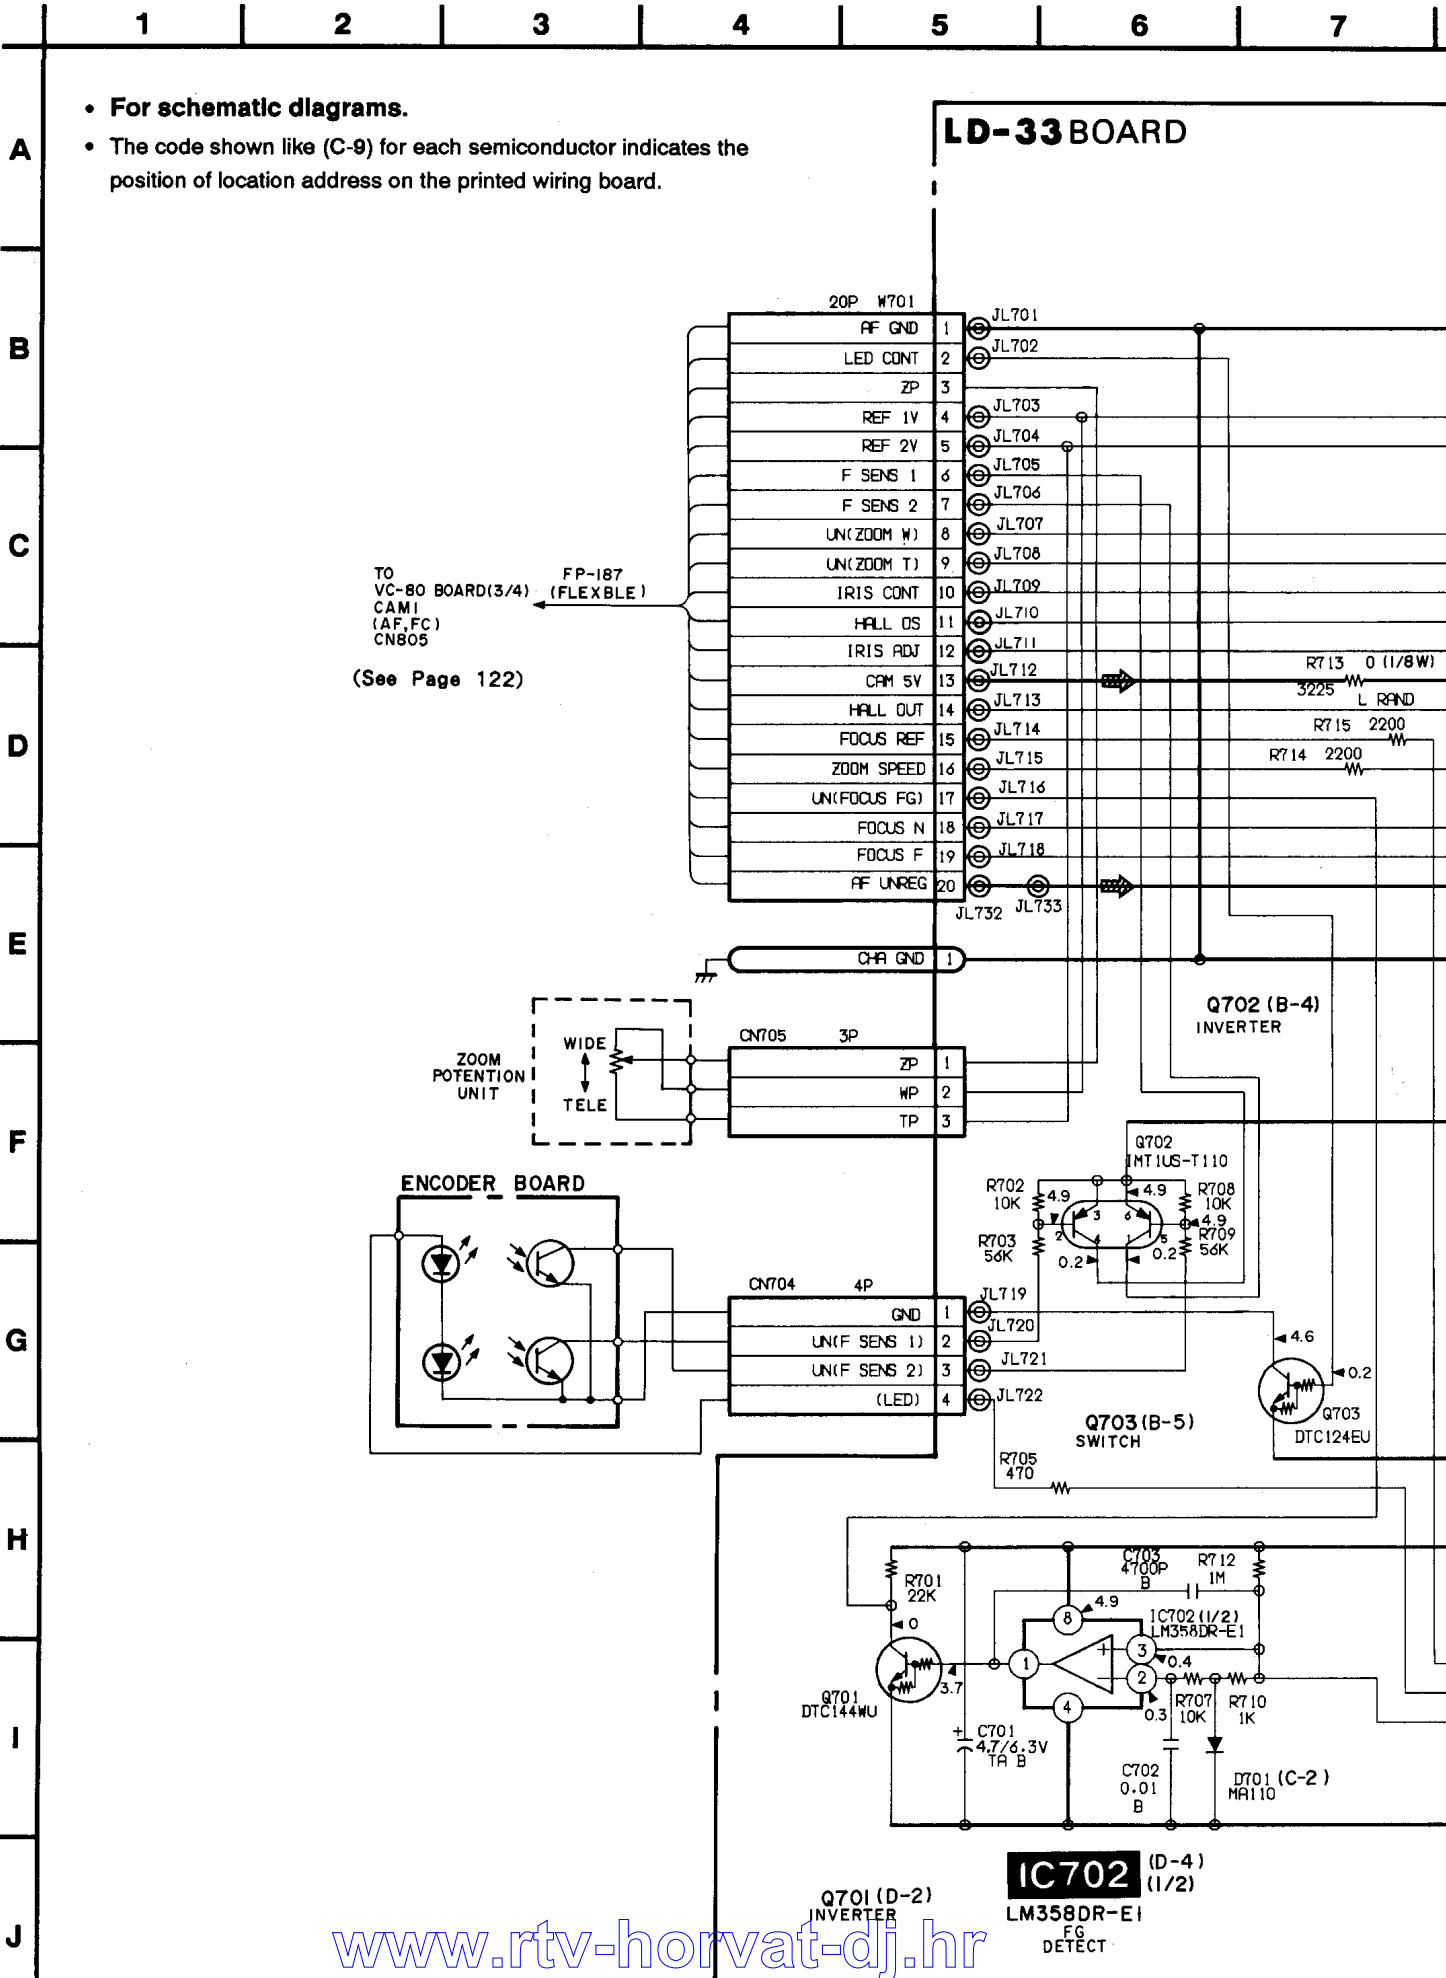 1 2 3 4 5 6 7
A
B
C
D
E
F
G
H
I
J
• For schematic diagrams.
• The code shown like (C-9) for each semiconductor indicates the
position of location address on the printed wiring board.
LD-33 BOARD
20P W701
AF GND 1 JL701
LED CONT 2 JL702
ZP 3
REF 1V 4 JL703
REF 2V 5 JL704
F SENS 1 6 JL705
F SENS 2 7 JL706
UN(ZOOM W) 8 JL707
UN(ZOOM T) 9 JL708
IRIS CONT 10 JL709
HALL OS 11 JL710
IRIS ADJ 12 JL711
CAM 5V 13 JL712
HALL OUT 14 JL713
FOCUS REF 15 JL714
ZOOM SPEED 16 JL715
UN(FOCUS FG) 17 JL716
FOCUS N 18 JL717
FOCUS F 19 JL718
AF UNREG 20
JL732 JL733
TO
VC-80 BOARD(3/4)
CAM1
(AF,FC)
CN805
FP-187
(FLEXBLE)
(See Page 122)
R713 0 (1/8W)
3225
L RAND
R715 2200
R714 2200
CHA GND 1
Q702 (B-4)
INVERTER
CN705 3P
ZP 1
WP 2
TP 3
ZOOM
POTENTION
UNIT
WIDE
TELE
ENCODER BOARD
Q702
IMT1US-T110
R702
10K
4.9
4.9
R708
10K
3 6
2 5
4.9
R703
56K
4 1
R709
56K
0.2
0.2
CN704 4P
GND 1 JL719
UN(F SENS 1) 2 JL720
UN(F SENS 2) 3 JL721
(LED) 4 JL722
4.6
0.2
Q703
DTC124EU
Q703 (B-5)
SWITCH
R705
470
R701
22K
0
Q701
DTC144WU
3.7
C703
4700P
B
R712
1M
8 4.9
IC702 (1/2)
LM358DR-E1
1
+ 3
0.4
− 2
4
0.3
R707
10K
R710
1K
+ C701
4.7/6.3V
TA B
C702
0.01
B
D701 (C-2)
MA110
IC702 (D-4)
(1/2)
LM358DR-E1
FG
DETECT
Q701 (D-2)
INVERTER
www.rtv-horvat-dj.hr